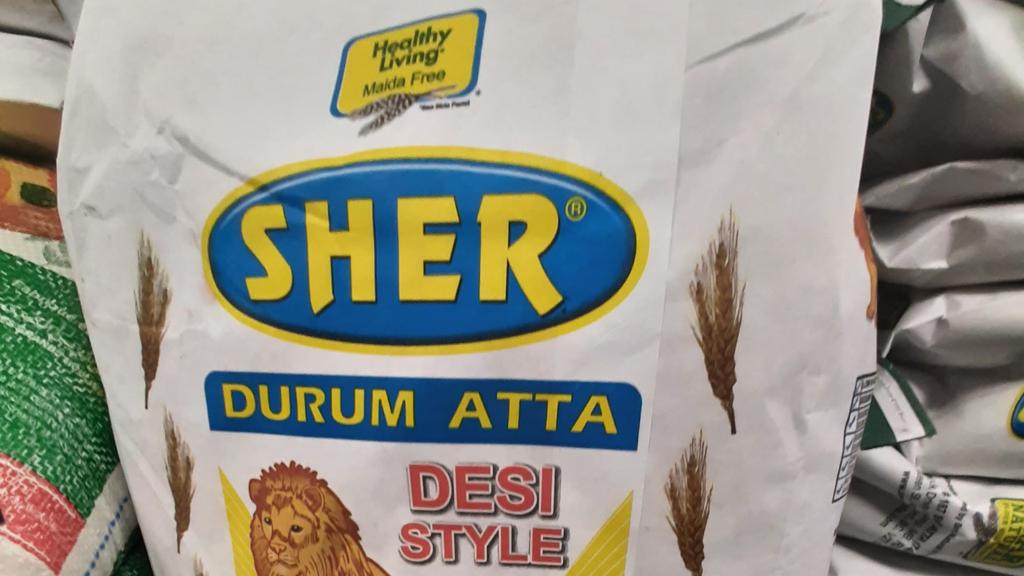 Healthy
Living
Maida Free
SHER®
DURUM ATTA
DESI
STYLE